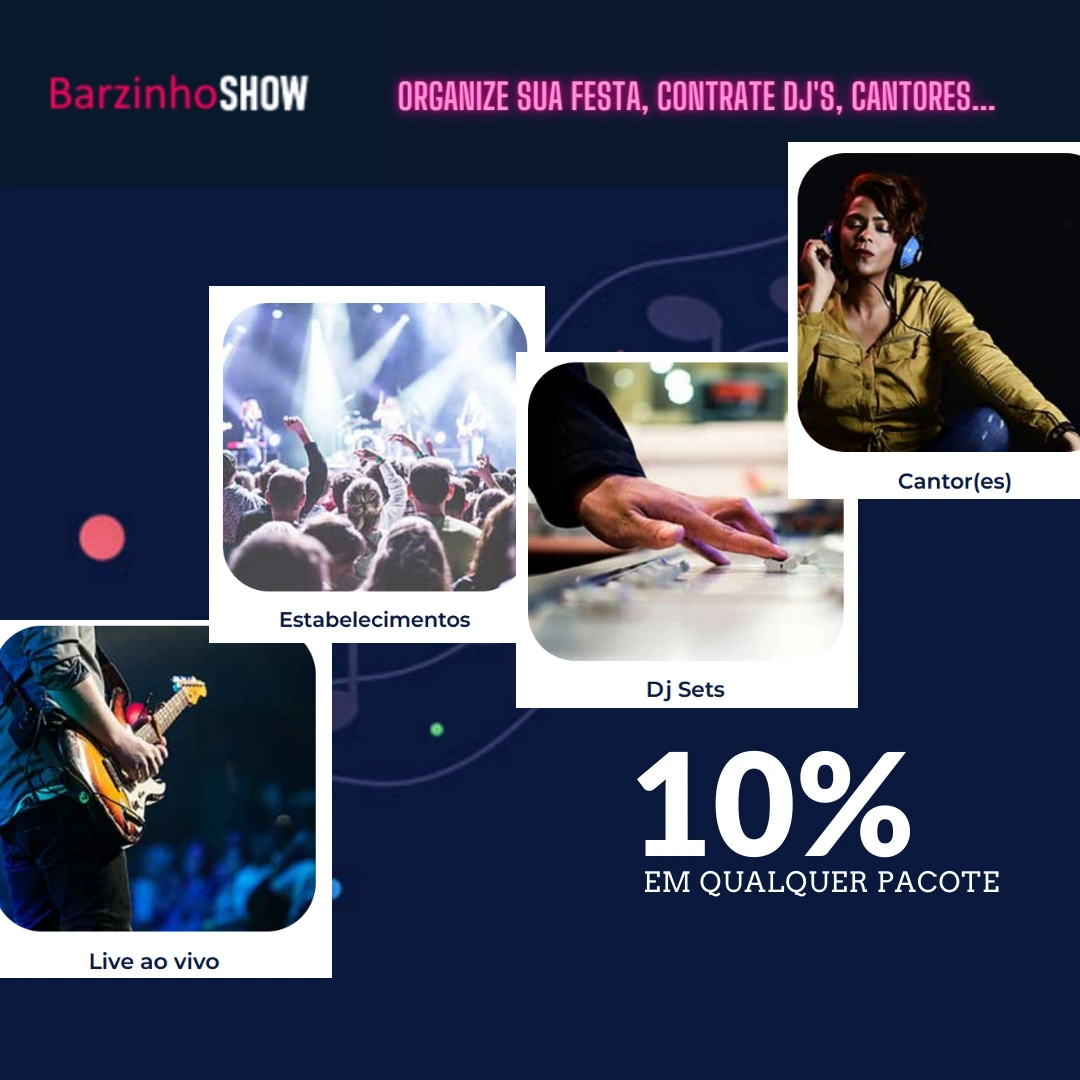 BarzinhoSHOW
ORGANIZE SUA FESTA, CONTRATE DJ'S, CANTORES...
Cantor(es)
Estabelecimentos
Dj Sets
10%
EM QUALQUER PACOTE
Live ao vivo